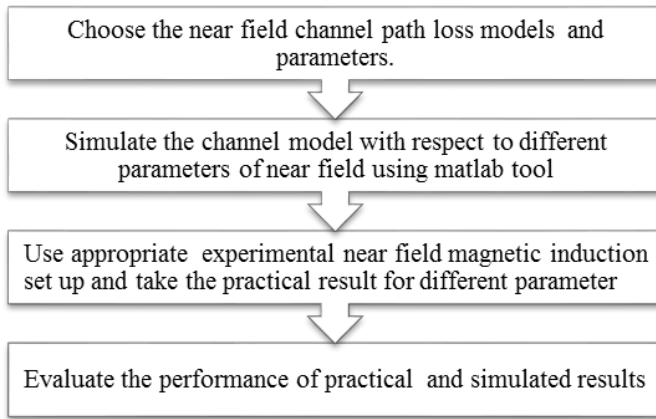 Choose the near field channel path loss models and
parameters.
Simulate the channel model with respect to different
parameters of near field using matlab tool
Use appropriate experimental near field magnetic induction
set up and take the practical result for different parameter
Evaluate the performance of practical and simulated results